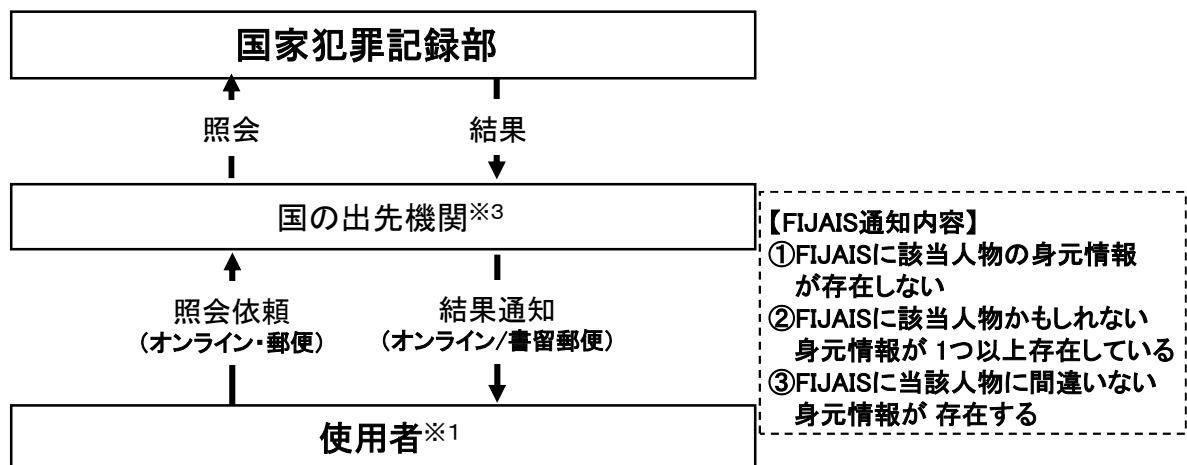 国家犯罪記録部
照会
結果
国の出先機関※3
照会依頼
(オンライン・郵便)
結果通知
(オンライン/書留郵便)
使用者※1
【FIJAIS通知内容】
①FIJAISに該当人物の身元情報
が存在しない
②FIJAISに該当人物かもしれない
身元情報が 1つ以上存在している
③FIJAISに当該人物に間違いない
身元情報が 存在する